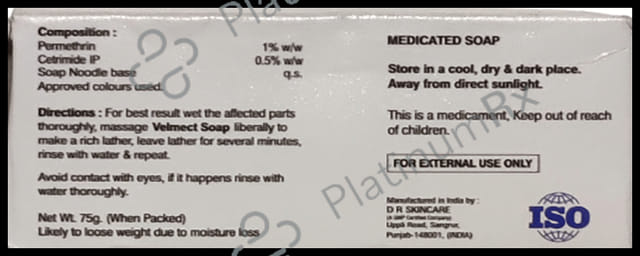 Composition :
Permethrin 1% w/w
Cetrimide IP 0.5% w/w
Soap Noodle base q.s.
Approved colours used.
Directions : For best result wet the affected parts
thoroughly, massage Velmect Soap liberally to
make a rich lather, leave lather for several minutes,
rinse with water & repeat.
Avoid contact with eyes, if it happens rinse with
water thoroughly.
Net Wt. 75g. (When Packed)
Likely to loose weight due to moisture loss
MEDICATED SOAP
Store in a cool, dry & dark place.
Away from direct sunlight.
This is a medicament, Keep out of reach
of children.
FOR EXTERNAL USE ONLY
Manufactured in India by :
D R SKINCARE
(A GMP Certified Company)
Uppli Road, Sangrur,
Punjab-148001, (INDIA)
ISO
PlatinumRx